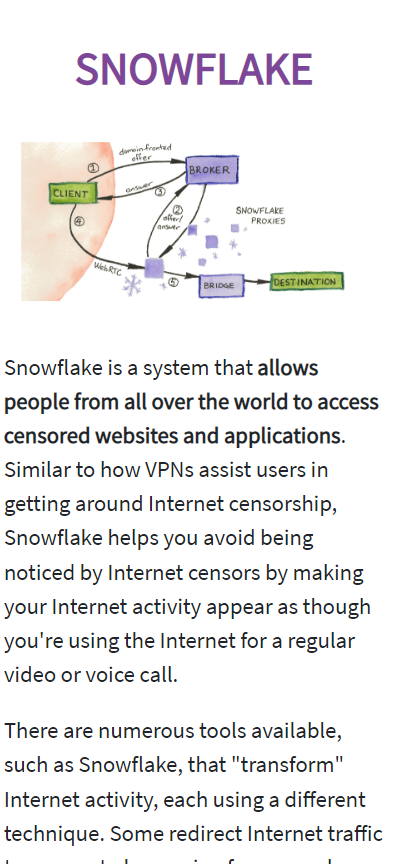 SNOWFLAKE
domain-fronted
offer
①
BROKER
CLIENT
answer
③
②
offer/
answer
SNOWFLAKE
PROXIES
④
WebRTC
⑤
BRIDGE
DESTINATION
Snowflake is a system that allows
people from all over the world to access
censored websites and applications.
Similar to how VPNs assist users in
getting around Internet censorship,
Snowflake helps you avoid being
noticed by Internet censors by making
your Internet activity appear as though
you're using the Internet for a regular
video or voice call.
There are numerous tools available,
such as Snowflake, that "transform"
Internet activity, each using a different
technique. Some redirect Internet traffic